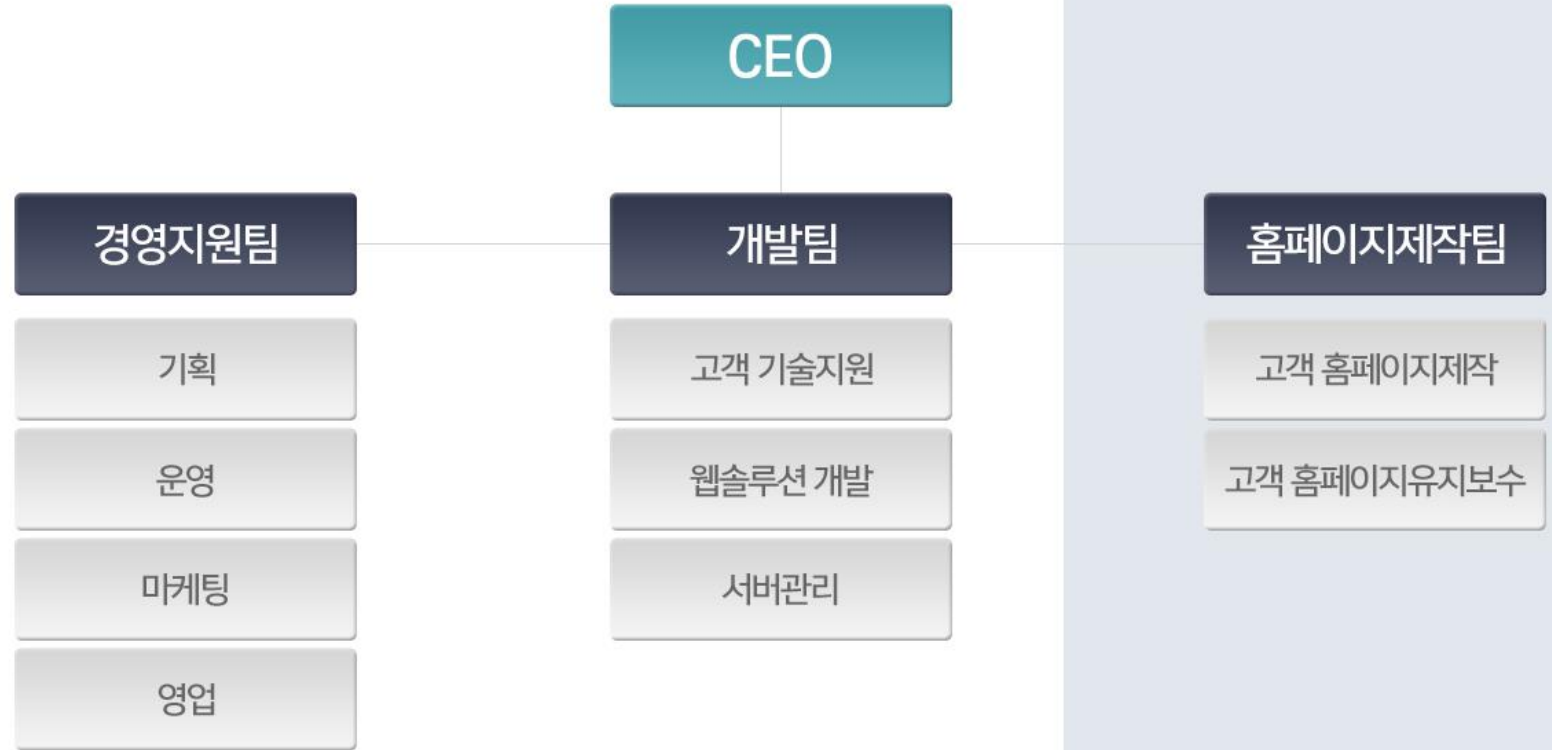 CEO
경영지원팀
개발팀
홈페이지제작팀
기획
고객 기술지원
고객 홈페이지제작
운영
웹솔루션 개발
고객 홈페이지유지보수
마케팅
서버관리
영업